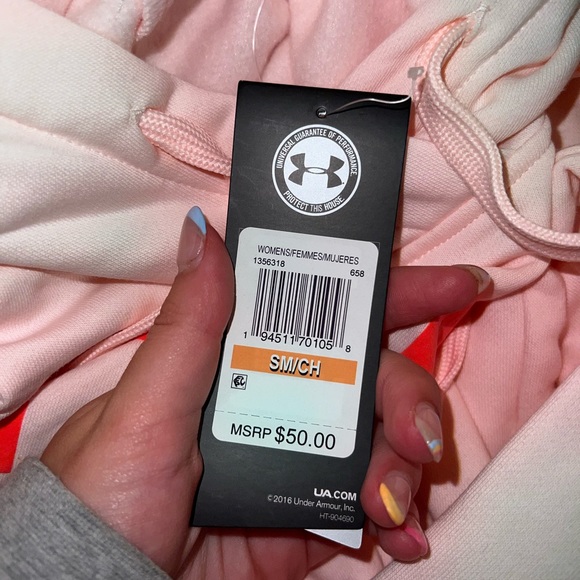 UNIVERSAL GUARANTEE OF PERFORMANCE
PROTECT THIS HOUSE
WOMENS/FEMMES/MUJERES
1356318 658
1 94511 70105 8
SM/CH
MSRP $50.00
UA.COM
©2016 Under Armour, Inc.
HT-904690